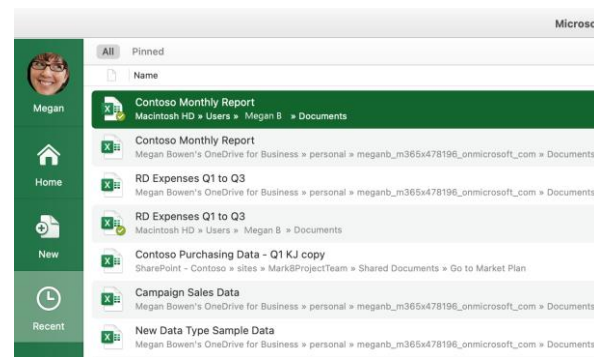 Microso
All Pinned
Name
Megan
Contoso Monthly Report
Macintosh HD » Users » Megan B » Documents
Contoso Monthly Report
Megan Bowen's OneDrive for Business » personal » meganb_m365x478196_onmicrosoft_com » Documents
Home
RD Expenses Q1 to Q3
Megan Bowen's OneDrive for Business » personal » meganb_m365x478196_onmicrosoft_com » Documents
RD Expenses Q1 to Q3
Macintosh HD » Users » Megan B » Documents
New
Contoso Purchasing Data - Q1 KJ copy
SharePoint - Contoso » sites » Mark8ProjectTeam » Shared Documents » Go to Market Plan
Campaign Sales Data
Megan Bowen's OneDrive for Business » personal » meganb_m365x478196_onmicrosoft_com » Documents
Recent
New Data Type Sample Data
Megan Bowen's OneDrive for Business » personal » meganb_m365x478196_onmicrosoft_com » Documents